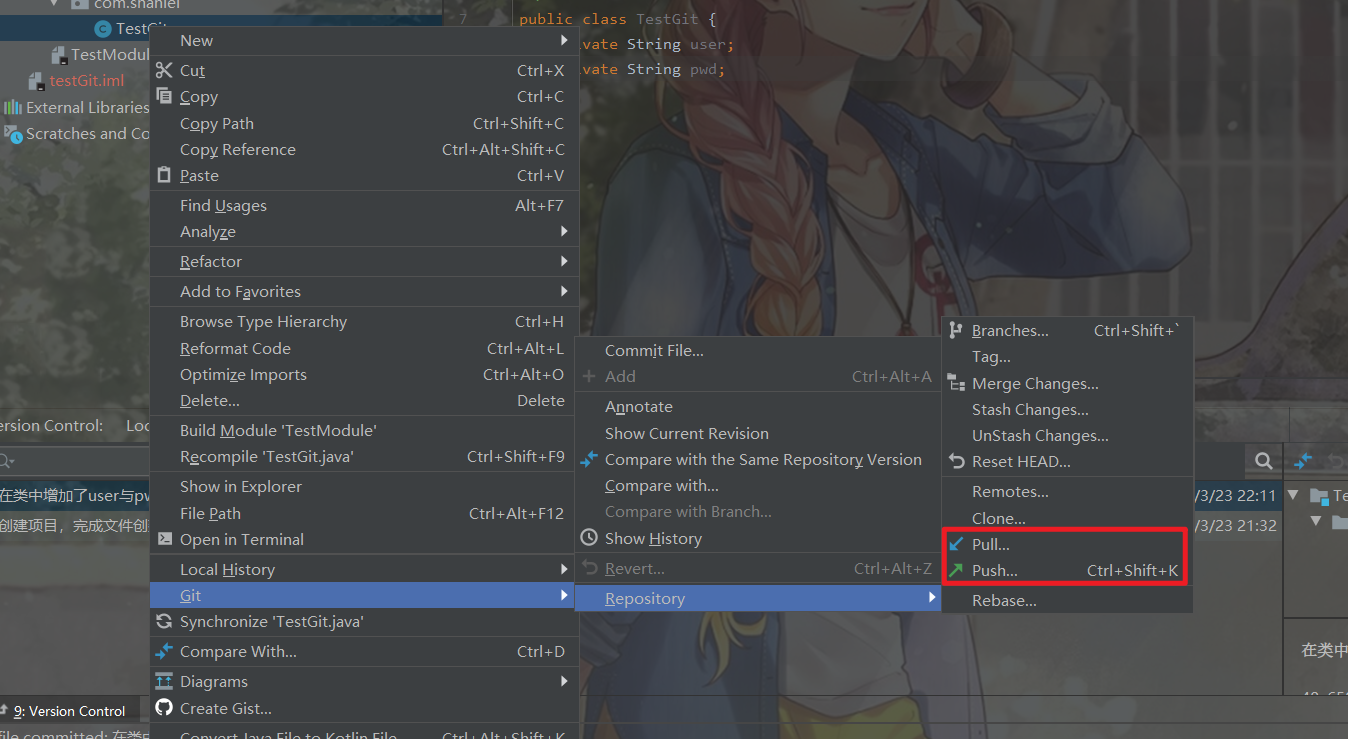 com.shaniel
TestGit
TestModul
testGit.iml
External Libraries
Scratches and Co
7
public class TestGit {
vate String user;
vate String pwd;
New
Cut Ctrl+X
Copy Ctrl+C
Copy Path Ctrl+Shift+C
Copy Reference Ctrl+Alt+Shift+C
Paste Ctrl+V
Find Usages Alt+F7
Analyze
Refactor
Add to Favorites
Browse Type Hierarchy Ctrl+H
Reformat Code Ctrl+Alt+L
Optimize Imports Ctrl+Alt+O
Delete... Delete
Build Module 'TestModule'
Recompile 'TestGit.java' Ctrl+Shift+F9
Show in Explorer
File Path Ctrl+Alt+F12
Open in Terminal
Local History
Git
Synchronize 'TestGit.java'
Compare With... Ctrl+D
Diagrams
Create Gist...
Convert Java File to Kotlin File Ctrl+Alt+Shift+K
Commit File...
Add Ctrl+Alt+A
Annotate
Show Current Revision
Compare with the Same Repository Version
Compare with...
Compare with Branch...
Show History
Revert... Ctrl+Alt+Z
Repository
Branches... Ctrl+Shift+`
Tag...
Merge Changes...
Stash Changes...
UnStash Changes...
Reset HEAD...
Remotes...
Clone...
Pull...
Push... Ctrl+Shift+K
Rebase...
ersion Control: Loc
在类中增加了user与pw
创建项目，完成文件创
/3/23 22:11
/3/23 21:32
Te
在类中
9: Version Control
file committed: 在类